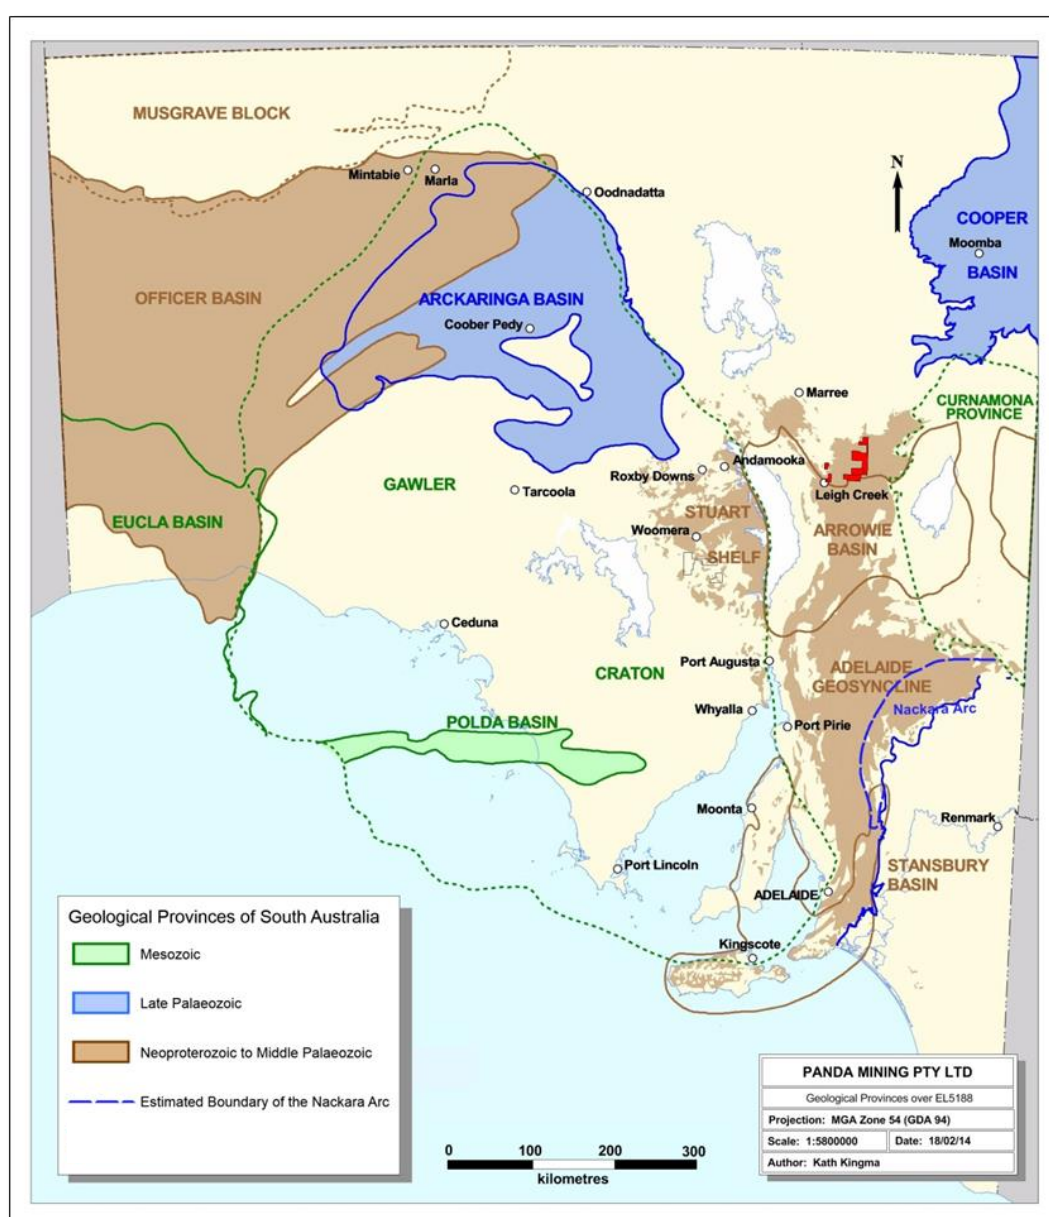 MUSGRAVE BLOCK
Mintabie
Marla
Oodnadatta
N
COOPER
Moomba
BASIN
OFFICER BASIN
ARCKARINGA BASIN
Coober Pedy
Marree
CURNAMONA
PROVINCE
Andamooka
Roxby Downs
GAWLER
Tarcoola
Leigh Creek
STUART
EUCLA BASIN
Woomera
ARROWIE
BASIN
SHELF
Ceduna
Port Augusta
ADELAIDE
GEOSYNCLINE
CRATON
Whyalla
Nackara Arc
POLDA BASIN
Port Pirie
Moonta
Renmark
Port Lincoln
STANSBURY
BASIN
ADELAIDE
Kingscote
Geological Provinces of South Australia
Mesozoic
Late Palaeozoic
Neoproterozoic to Middle Palaeozoic
Estimated Boundary of the Nackara Arc
0 100 200 300
kilometres
PANDA MINING PTY LTD
Geological Provinces over EL5188
Projection: MGA Zone 54 (GDA 94)
Scale: 1:5800000 Date: 18/02/14
Author: Kath Kingma